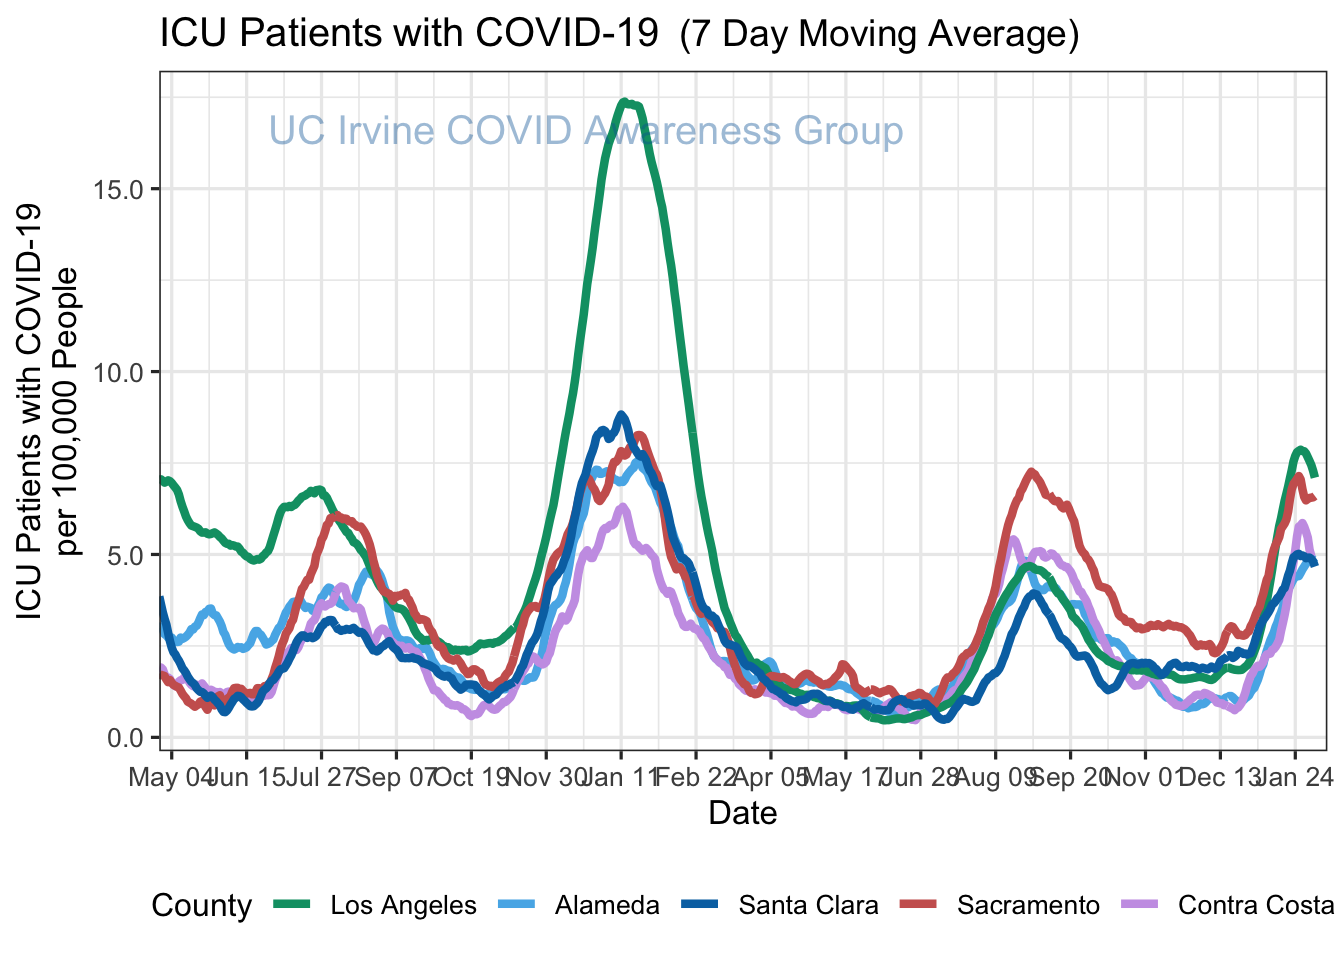 ICU Patients with COVID-19 (7 Day Moving Average)
UC Irvine COVID Awareness Group
ICU Patients with COVID-19
per 100,000 People
15.0
10.0
5.0
0.0
May 04 Jun 15 Jul 27 Sep 07 Oct 19 Nov 30 Jan 11 Feb 22 Apr 05 May 17 Jun 28 Aug 09 Sep 20 Nov 01 Dec 13 Jan 24
Date
County Los Angeles Alameda Santa Clara Sacramento Contra Costa